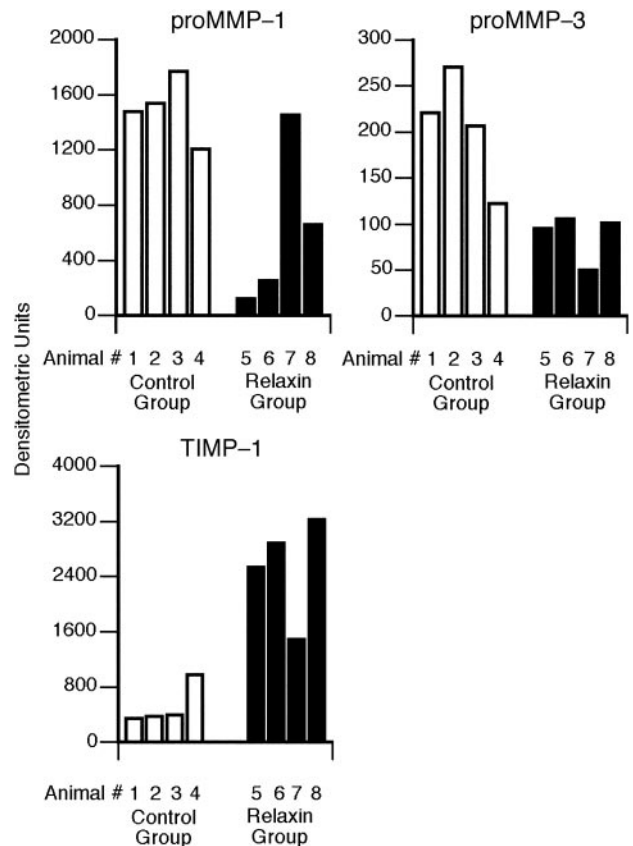 proMMP–1
2000
1600
1200
800
400
0
Animal # 1 2 3 4 5 6 7 8
Control Group
Relaxin Group
proMMP–3
300
250
200
150
100
50
0
Animal # 1 2 3 4 5 6 7 8
Control Group
Relaxin Group
Densitometric Units
TIMP–1
4000
3200
2400
1600
800
0
Animal # 1 2 3 4 5 6 7 8
Control Group
Relaxin Group